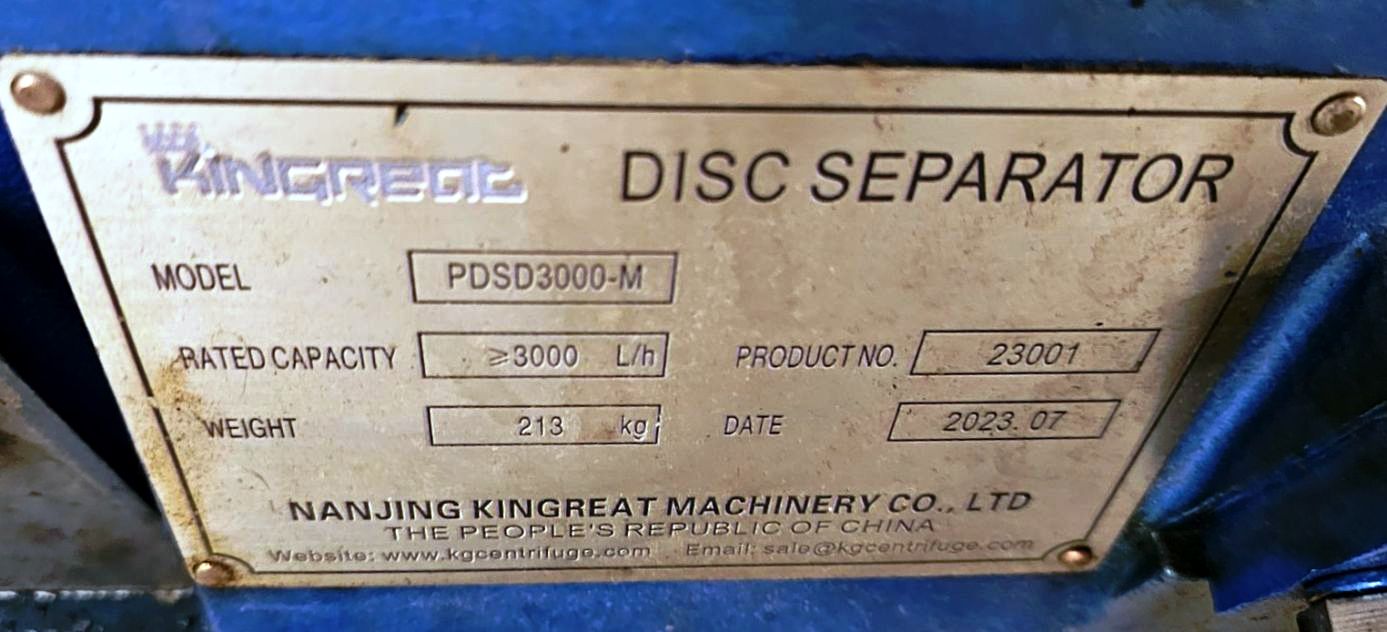 KINGREAT DISC SEPARATOR
MODEL PDSD3000-M
RATED CAPACITY ≥3000 L/h PRODUCT NO. 23001
WEIGHT 213 kg DATE 2023.07
NANJING KINGREAT MACHINERY CO., LTD
THE PEOPLE'S REPUBLIC OF CHINA
Website: www.kgcentrifuge.com Email: sale@kgcentrifuge.com